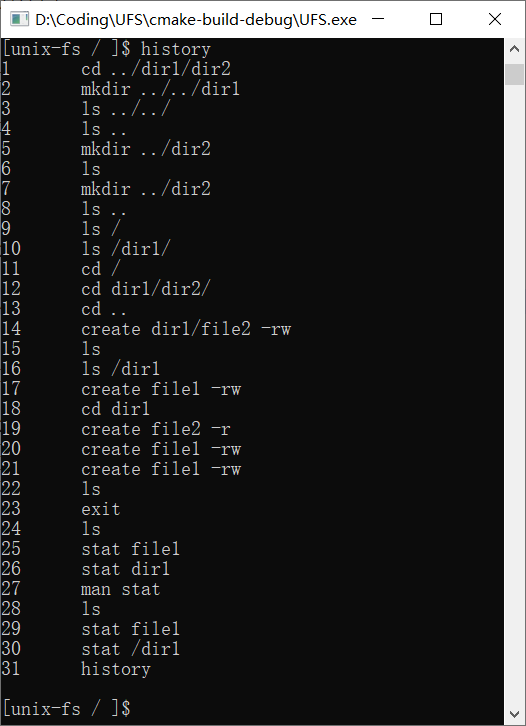 D:\Coding\UFS\cmake-build-debug\UFS.exe
[unix-fs / ]$ history
1 cd ../dir1/dir2
2 mkdir ../../dir1
3 ls ../../
4 ls ..
5 mkdir ../dir2
6 ls
7 mkdir ../dir2
8 ls ..
9 ls /
10 ls /dir1/
11 cd /
12 cd dir1/dir2/
13 cd ..
14 create dir1/file2 -rw
15 ls
16 ls /dir1
17 create file1 -rw
18 cd dir1
19 create file2 -r
20 create file1 -rw
21 create file1 -rw
22 ls
23 exit
24 ls
25 stat file1
26 stat dir1
27 man stat
28 ls
29 stat file1
30 stat /dir1
31 history
[unix-fs / ]$